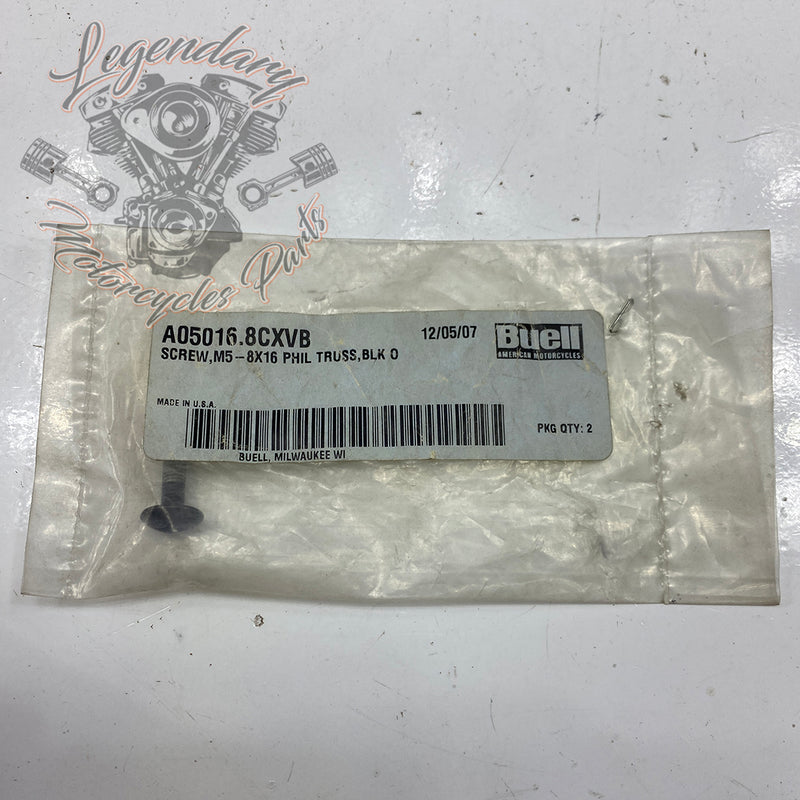 Legendary
Motorcycles Parts
A05016.8CXVB
12/05/07
Buell
AMERICAN MOTORCYCLES
SCREW,M5-8X16 PHIL TRUSS,BLK O
MADE IN U.S.A.
PKG QTY: 2
BUELL, MILWAUKEE WI